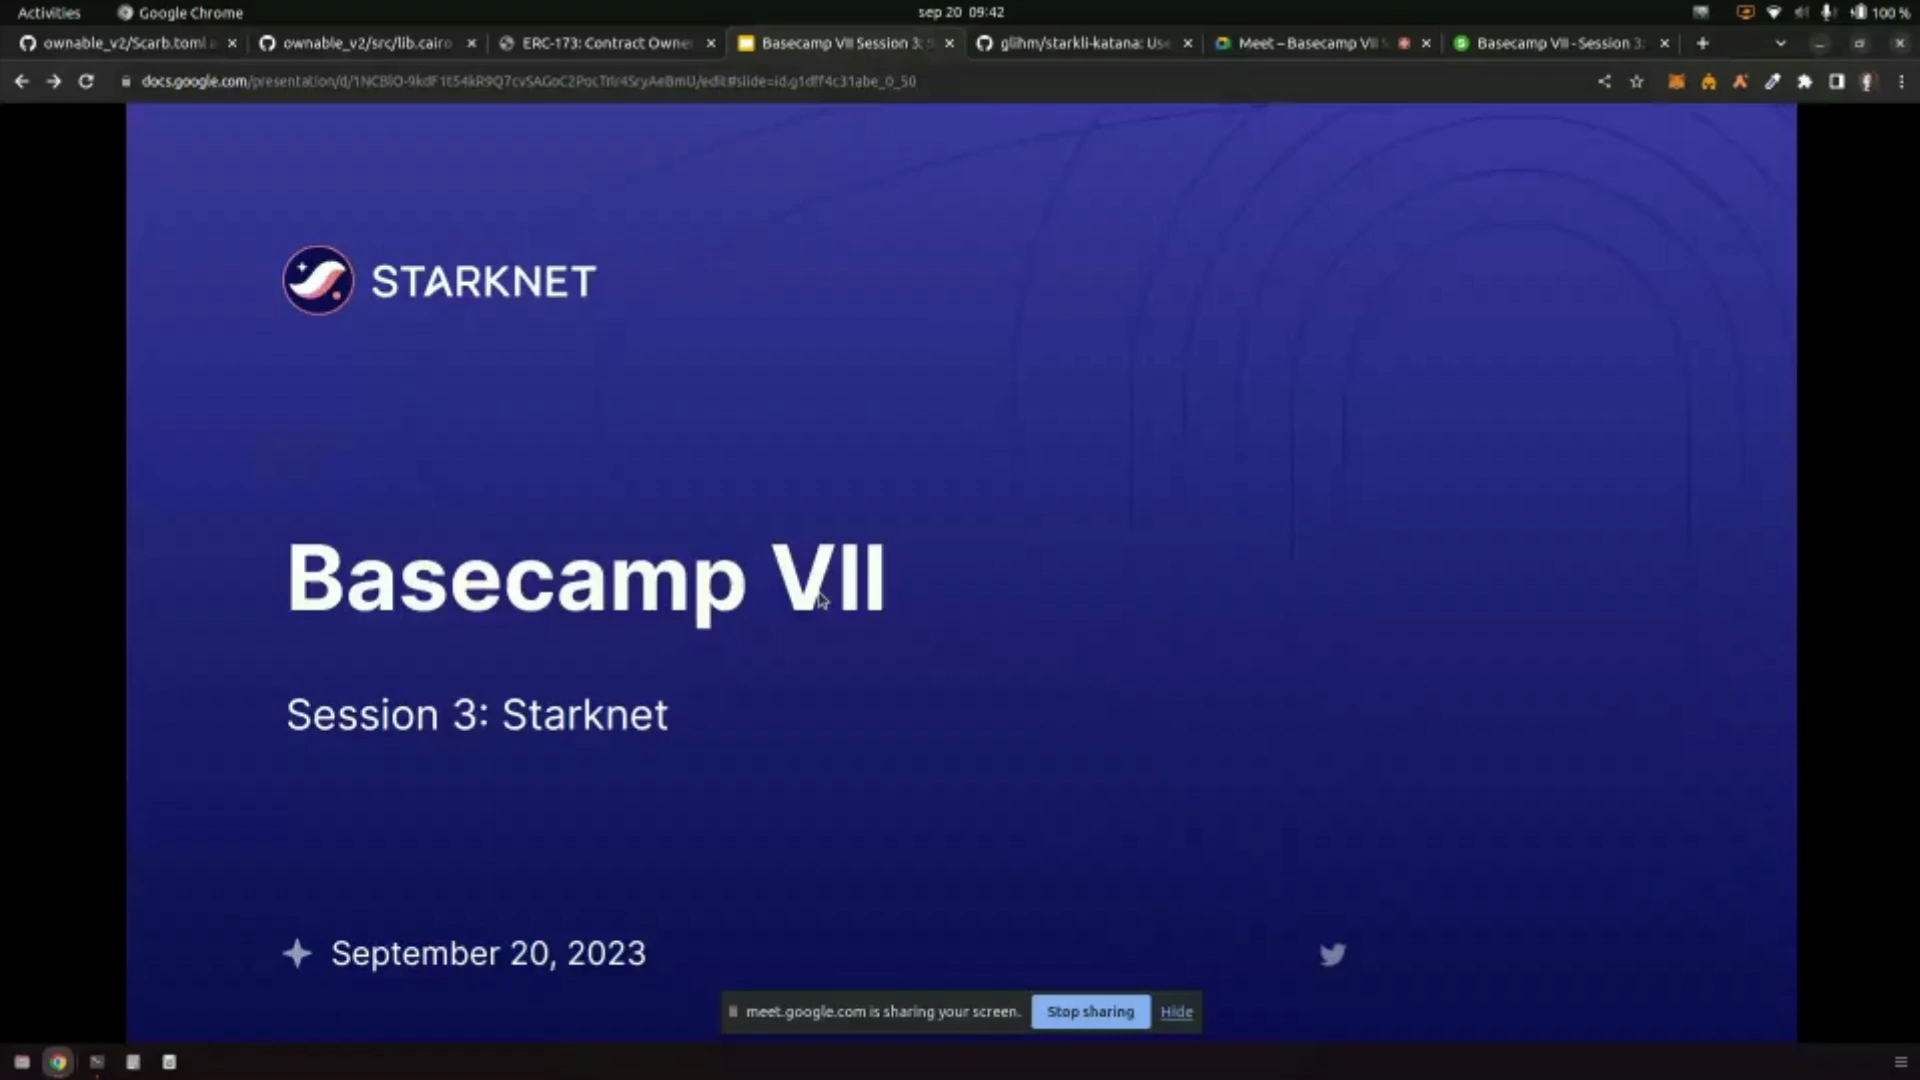 Activities
Google Chrome
sep 20 09:42
100 %
ownable_v2/Scarb.toml
ownable_v2/src/lib.cairo
ERC-173: Contract Owne
Basecamp VII Session 3:
glihm/starkli-katana: Use
Meet – Basecamp VII
Basecamp VII - Session 3:
STARKNET
Basecamp VII
Session 3: Starknet
September 20, 2023
meet.google.com is sharing your screen.
Stop sharing
Hide